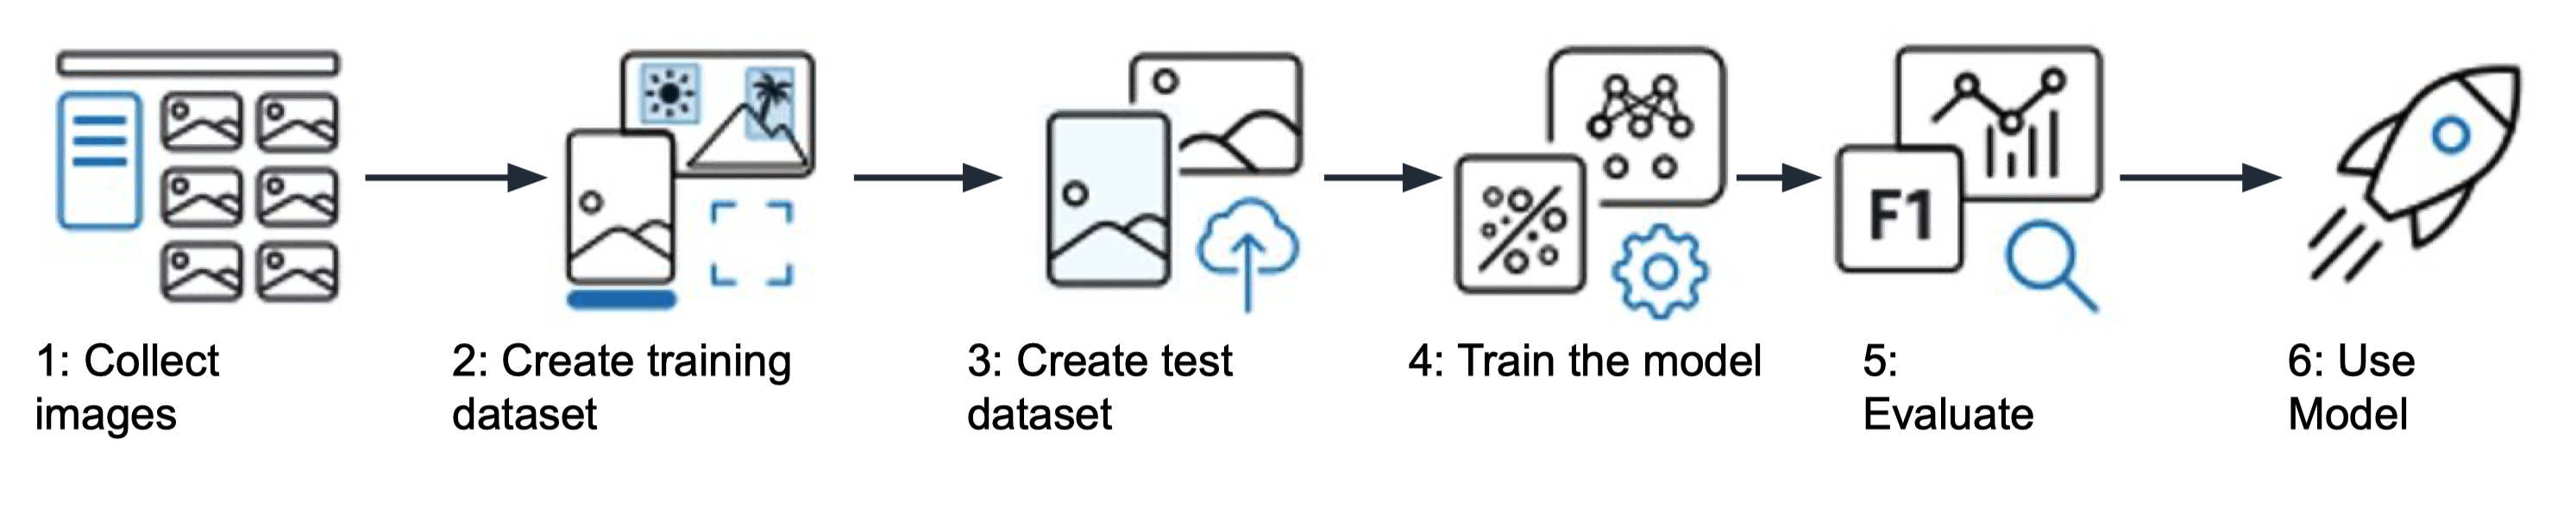 F1
1: Collect
images
2: Create training
dataset
3: Create test
dataset
4: Train the model
5:
Evaluate
6: Use
Model